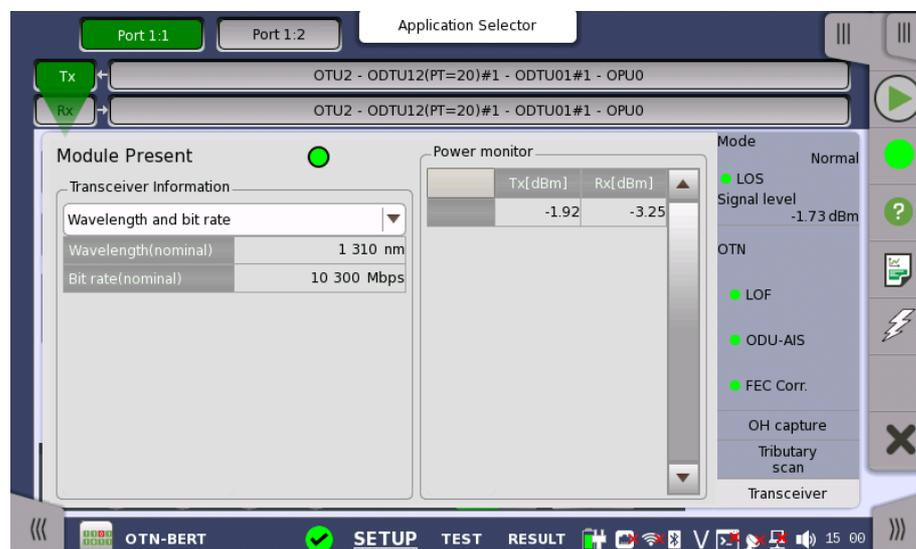 Application Selector
Port 1:1
Port 1:2
Tx
OTU2 - ODTU12(PT=20)#1 - ODTU01#1 - OPU0
Rx
OTU2 - ODTU12(PT=20)#1 - ODTU01#1 - OPU0
Module Present
Transceiver Information
Wavelength and bit rate
Wavelength(nominal) 1 310 nm
Bit rate(nominal) 10 300 Mbps
Power monitor
Tx[dBm] Rx[dBm]
-1.92 -3.25
Mode
Normal
LOS
Signal level
-1.73 dBm
OTN
LOF
ODU-AIS
FEC Corr.
OH capture
Tributary
scan
Transceiver
OTN-BERT SETUP TEST RESULT 15 00